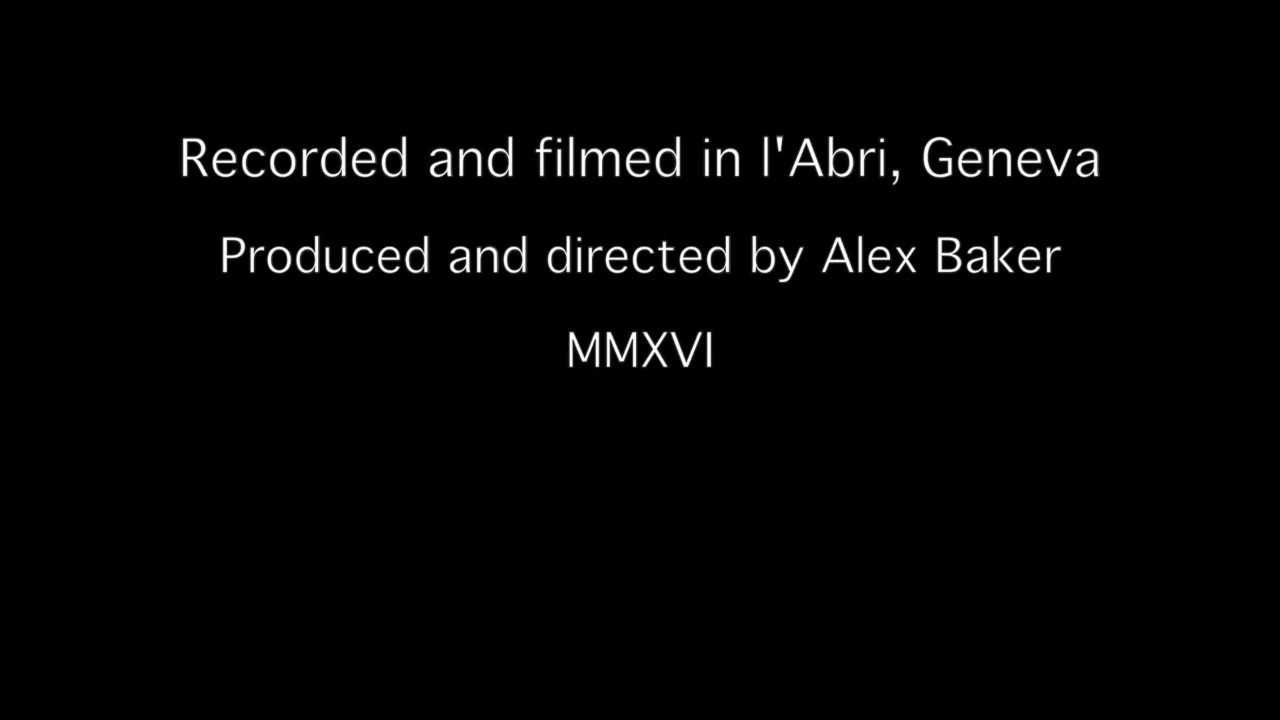 Recorded and filmed in l'Abri, Geneva
Produced and directed by Alex Baker
MMXVI